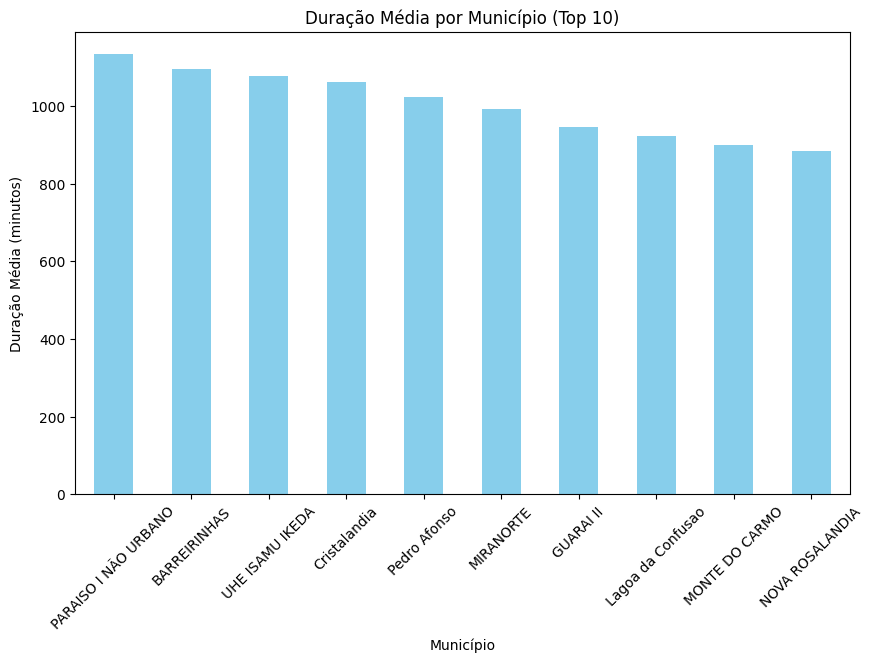 Duração Média por Município (Top 10)
Duração Média (minutos)
1000
800
600
400
200
0
PARAISO I NÃO URBANO
BARREIRINHAS
UHE ISAMU IKEDA
Cristalandia
Pedro Afonso
MIRANORTE
GUARAI II
Lagoa da Confusao
MONTE DO CARMO
NOVA ROSALANDIA
Município